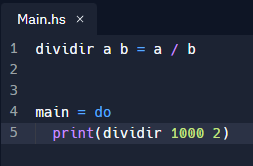 Main.hs ×
1 dividir a b = a / b
2
3
4 main = do
5   print(dividir 1000 2)